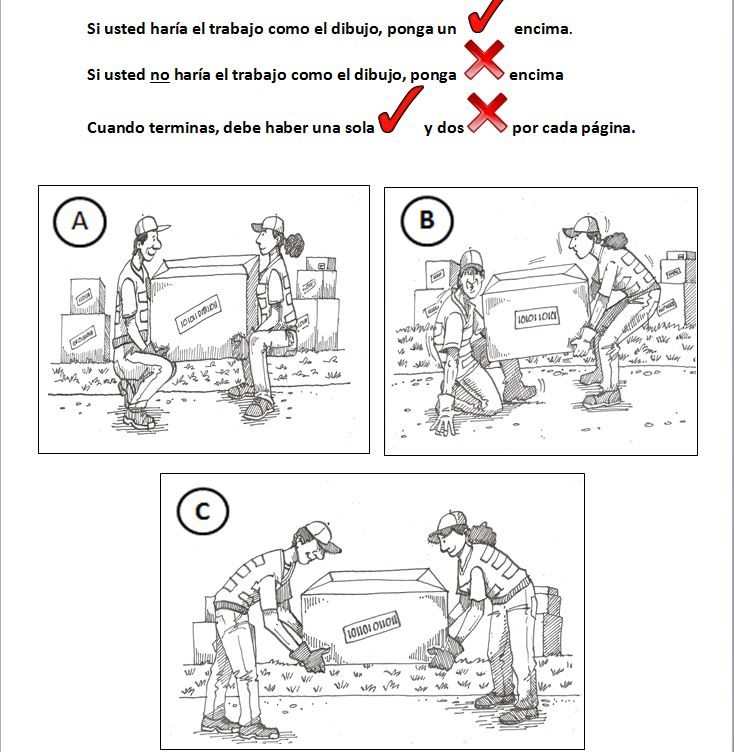 Si usted haría el trabajo como el dibujo, ponga un encima.
Si usted no haría el trabajo como el dibujo, ponga encima
Cuando terminas, debe haber una sola y dos por cada página.
A
B
C